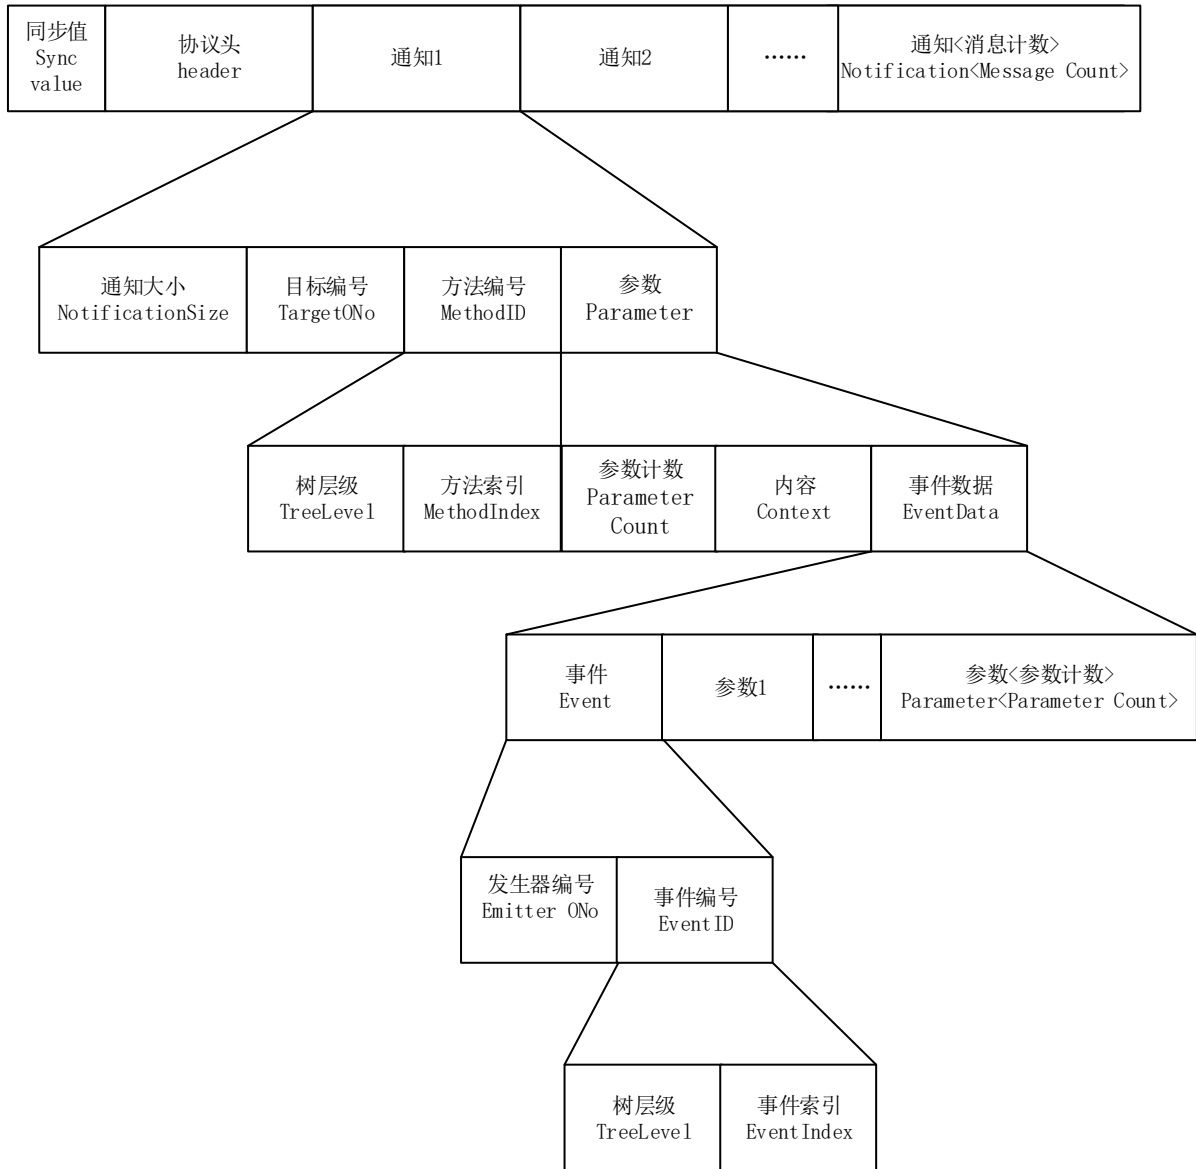 同步值
Sync
value
协议头
header
通知1
通知2
……
通知<消息计数>
Notification<Message Count>
通知大小
NotificationSize
目标编号
TargetONo
方法编号
MethodID
参数
Parameter
树层级
TreeLevel
方法索引
MethodIndex
参数计数
Parameter
Count
内容
Context
事件数据
EventData
事件
Event
参数1
……
参数<参数计数>
Parameter<Parameter Count>
发生器编号
Emitter ONo
事件编号
EventID
树层级
TreeLevel
事件索引
EventIndex